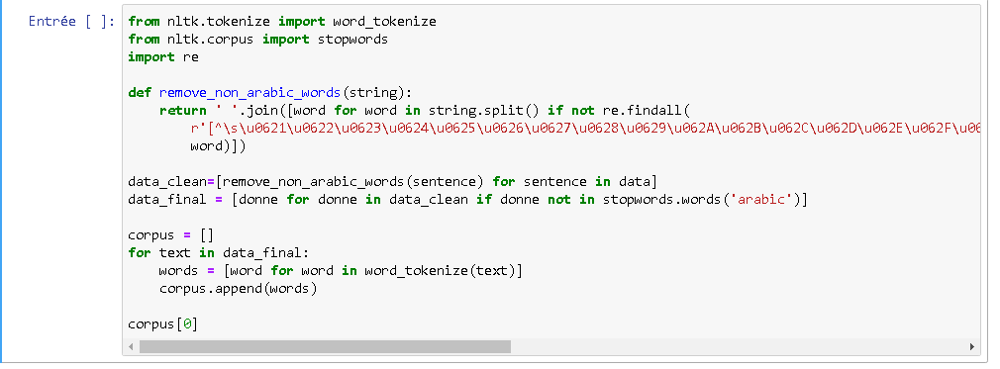 Entrée [ ]:
from nltk.tokenize import word_tokenize
from nltk.corpus import stopwords
import re
def remove_non_arabic_words(string):
return ' '.join([word for word in string.split() if not re.findall(
r'[^\s\u0621\u0622\u0623\u0624\u0625\u0626\u0627\u0628\u0629\u062A\u062B\u062C\u062D\u062E\u062F\u06
word)])
data_clean=[remove_non_arabic_words(sentence) for sentence in data]
data_final = [donne for donne in data_clean if donne not in stopwords.words('arabic')]
corpus = []
for text in data_final:
words = [word for word in word_tokenize(text)]
corpus.append(words)
corpus[0]